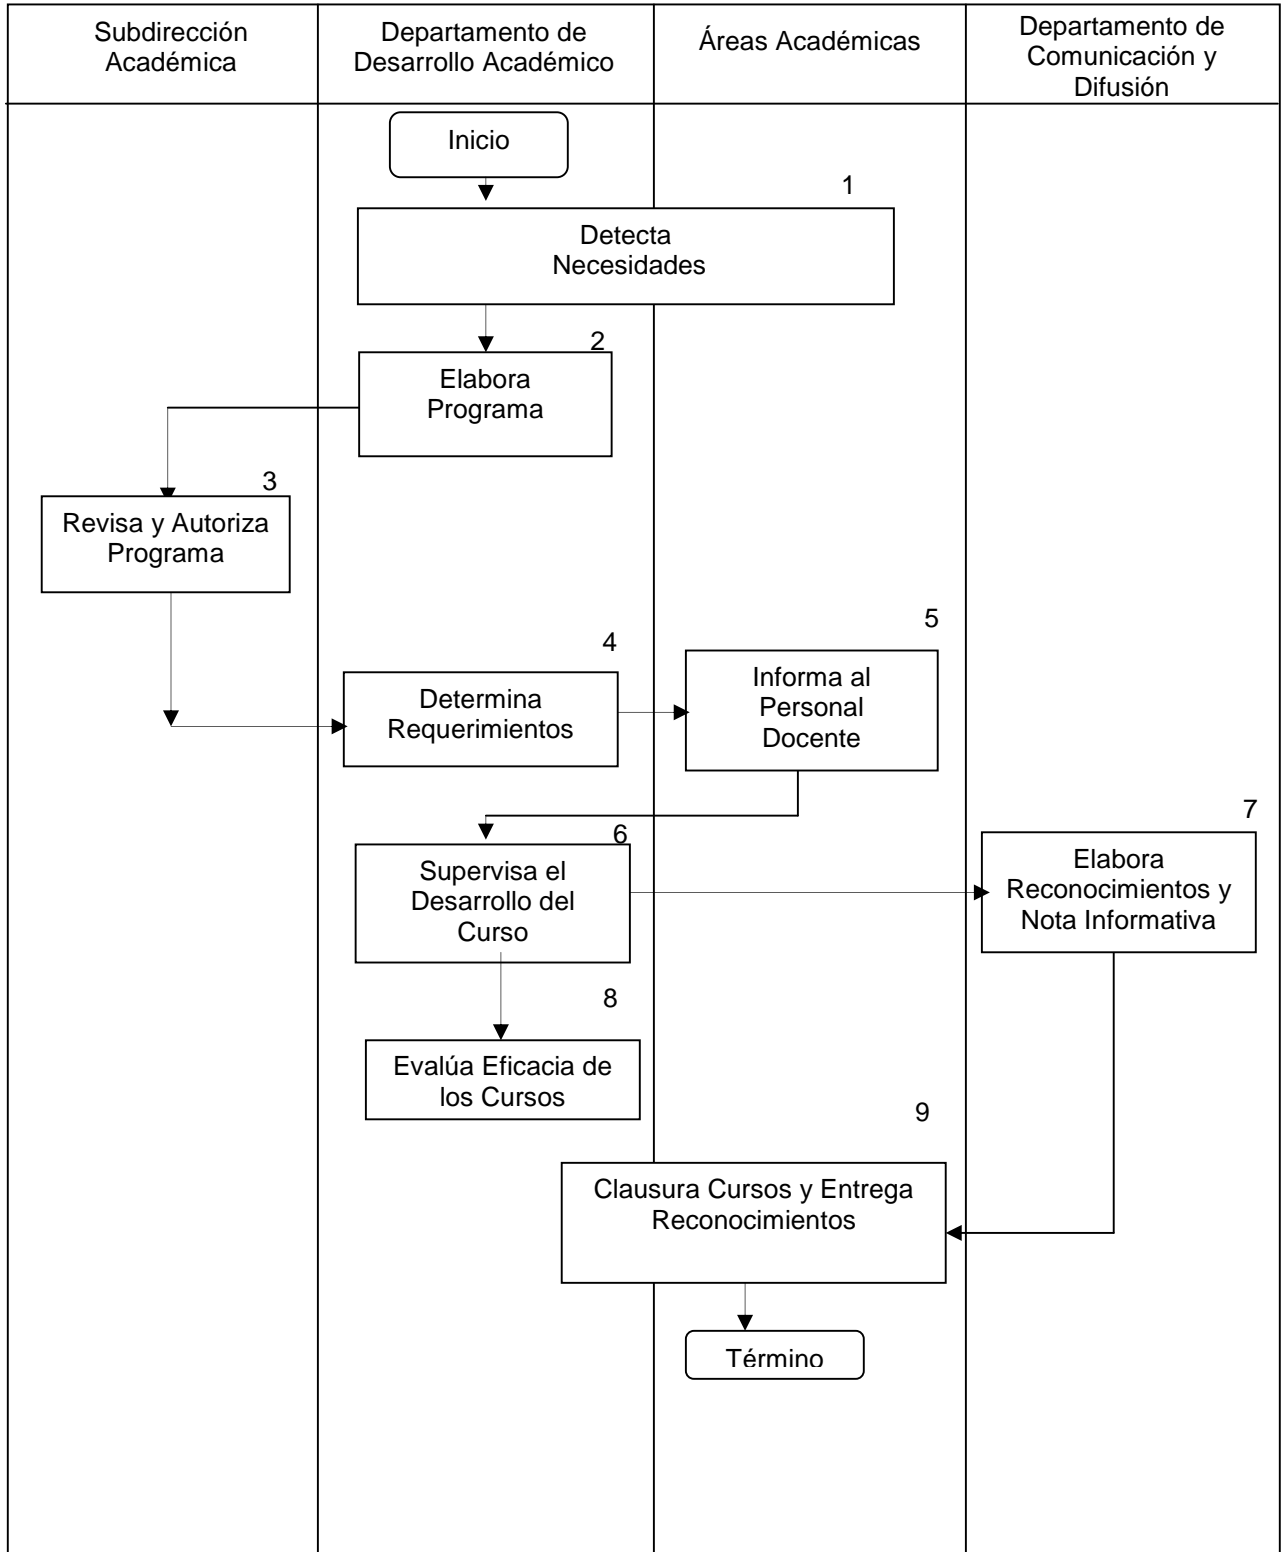 Subdirección
Académica
Departamento de
Desarrollo Académico
Áreas Académicas
Departamento de
Comunicación y
Difusión
Inicio
1
Detecta
Necesidades
2
Elabora
Programa
3
Revisa y Autoriza
Programa
4
Determina
Requerimientos
5
Informa al
Personal
Docente
6
Supervisa el
Desarrollo del
Curso
7
Elabora
Reconocimientos y
Nota Informativa
8
Evalúa Eficacia de
los Cursos
9
Clausura Cursos y Entrega
Reconocimientos
Término